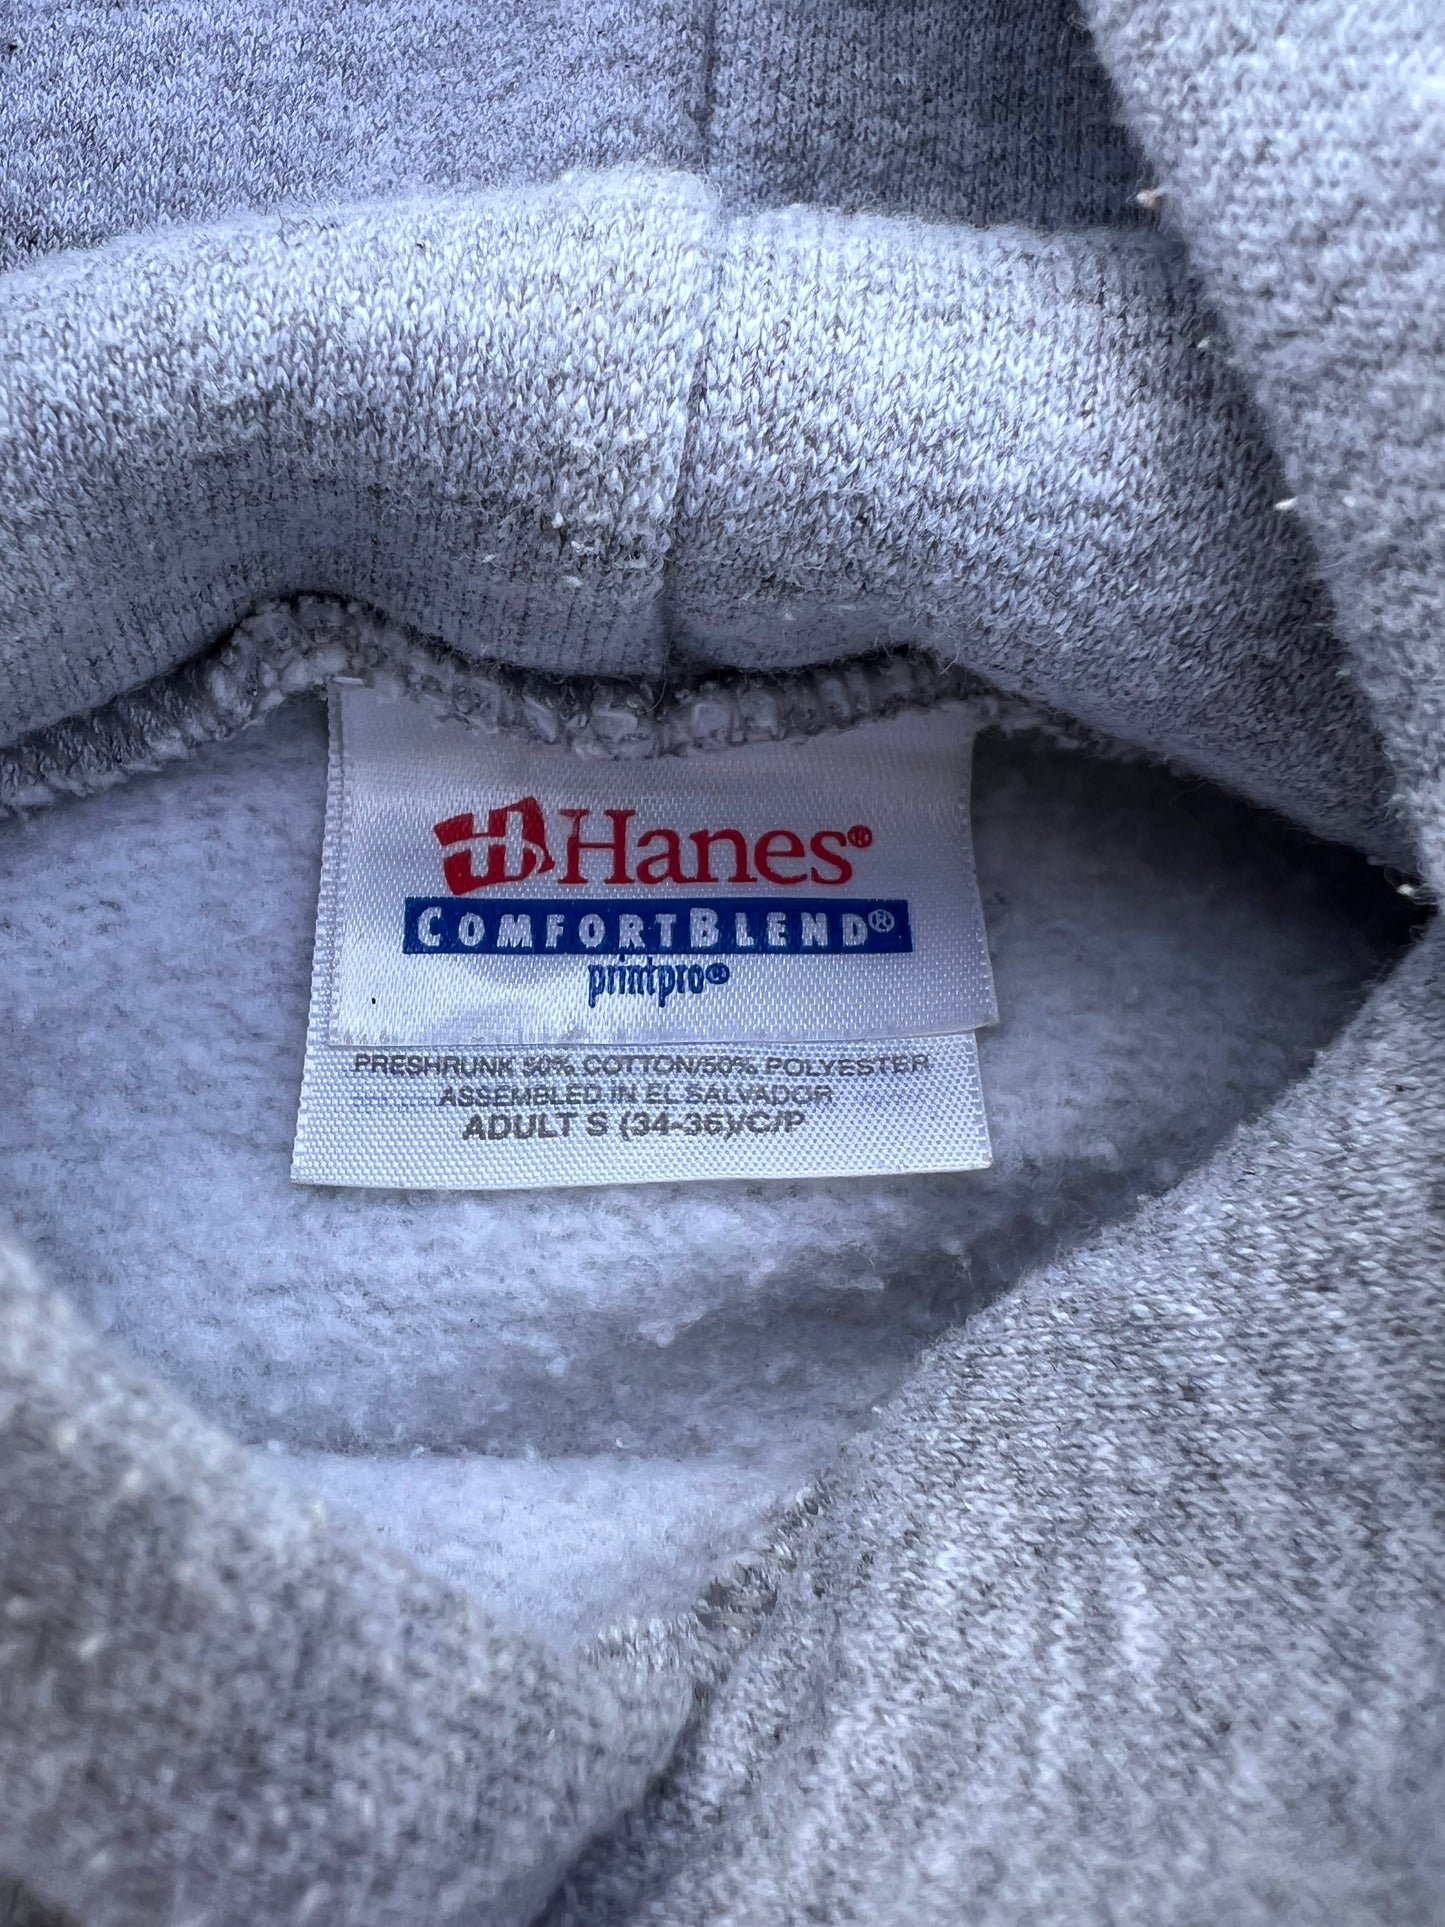 Hanes®
COMFORTBLEND®
printpro®
PRESHRUNK 50% COTTON/50% POLYESTER
ASSEMBLED IN EL SALVADOR
ADULT S (34-36)/C/P